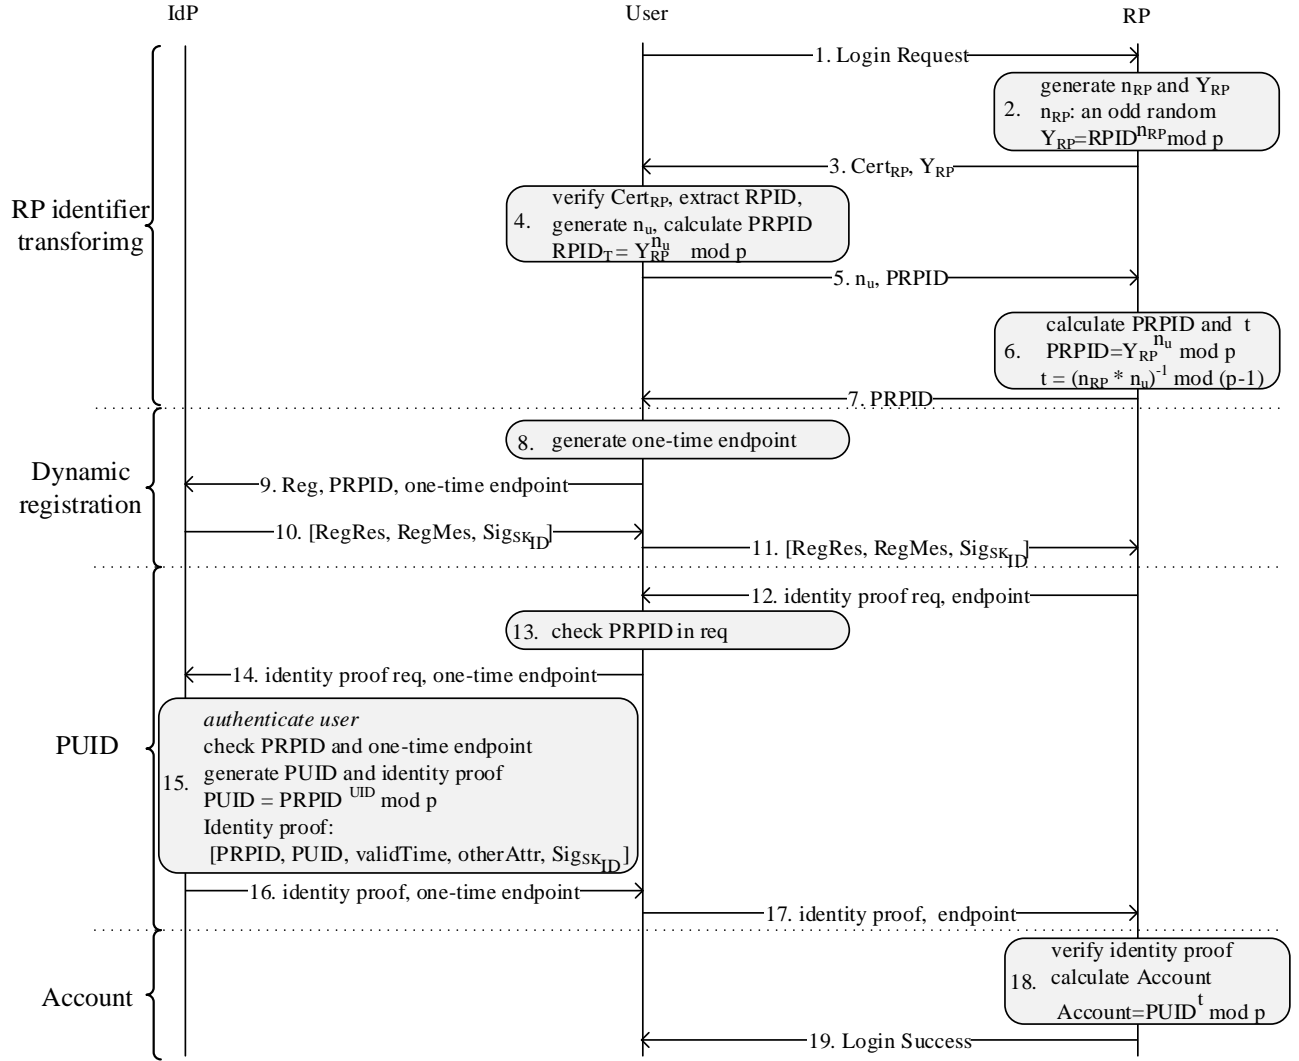 IdP
User
RP
1. Login Request
2. generate nRP and YRP
nRP: an odd random
YRP=RPID^nRP mod p
3. CertRP, YRP
RP identifier
transforimg
4. verify CertRP, extract RPID,
generate nu, calculate PRPID
RPIDT = YRP^nu mod p
5. nu, PRPID
6. calculate PRPID and t
PRPID=YRP^nu mod p
t = (nRP * nu)^-1 mod (p-1)
7. PRPID
8. generate one-time endpoint
Dynamic
registration
9. Reg, PRPID, one-time endpoint
10. [RegRes, RegMes, SigSKID]
11. [RegRes, RegMes, SigSKID]
12. identity proof req, endpoint
13. check PRPID in req
14. identity proof req, one-time endpoint
PUID
15. authenticate user
check PRPID and one-time endpoint
generate PUID and identity proof
PUID = PRPID^UID mod p
Identity proof:
[PRPID, PUID, validTime, otherAttr, SigSKID]
16. identity proof, one-time endpoint
17. identity proof, endpoint
Account
18. verify identity proof
calculate Account
Account=PUID^t mod p
19. Login Success